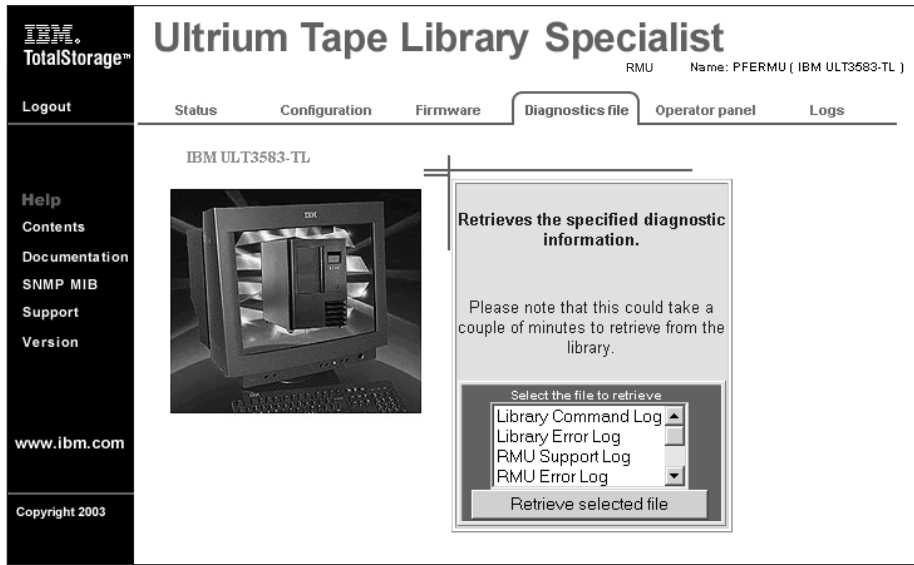 IBM.
TotalStorage™
Ultrium Tape Library Specialist
RMU Name: PFERMU ( IBM ULT3583-TL )
Logout
Status Configuration Firmware Diagnostics file Operator panel Logs
IBM ULT3583-TL
Help
Contents
Documentation
SNMP MIB
Support
Version
www.ibm.com
Copyright 2003
IBM
Retrieves the specified diagnostic
information.
Please note that this could take a
couple of minutes to retrieve from the
library.
Select the file to retrieve
Library Command Log
Library Error Log
RMU Support Log
RMU Error Log
Retrieve selected file